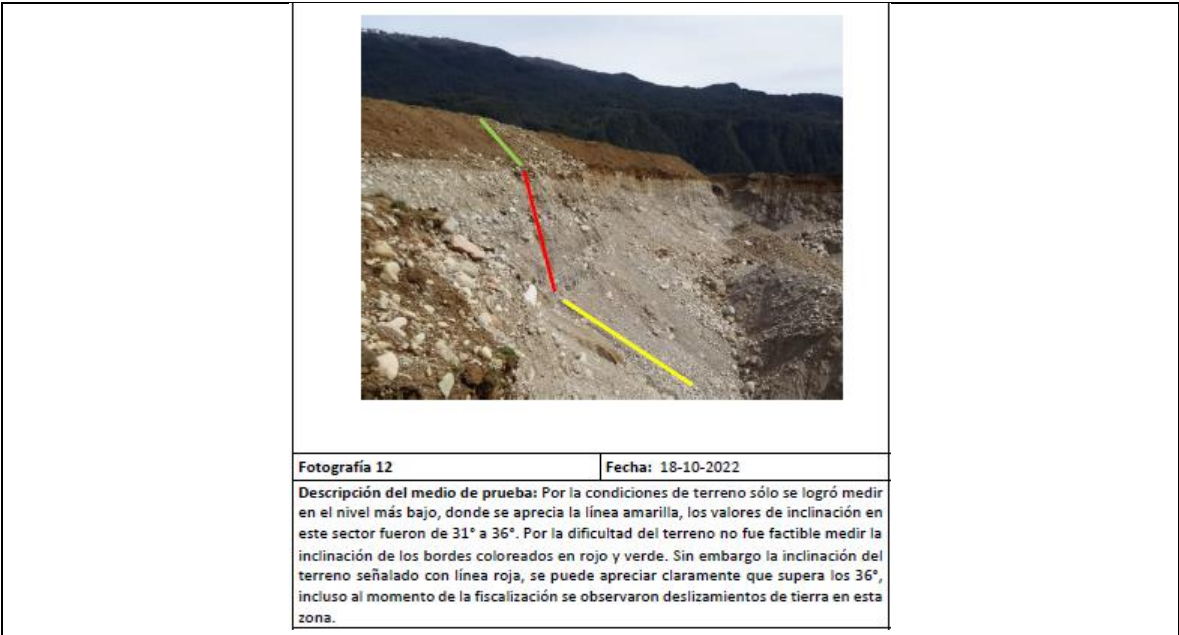 Fotografía 12
Fecha: 18-10-2022
Descripción del medio de prueba: Por la condiciones de terreno sólo se logró medir
en el nivel más bajo, donde se aprecia la línea amarilla, los valores de inclinación en
este sector fueron de 31° a 36°. Por la dificultad del terreno no fue factible medir la
inclinación de los bordes coloreados en rojo y verde. Sin embargo la inclinación del
terreno señalado con línea roja, se puede apreciar claramente que supera los 36°,
incluso al momento de la fiscalización se observaron deslizamientos de tierra en esta
zona.